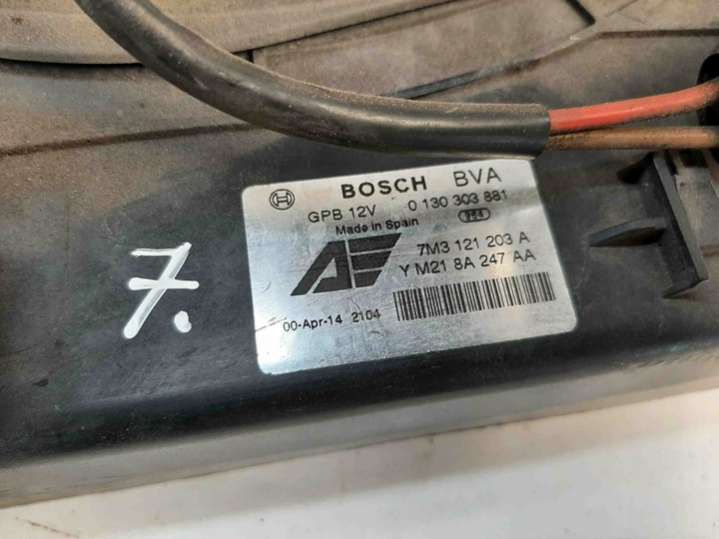 BOSCH BVA
GPB 12V 0 130 303 881
Made in Spain
7M3 121 203 A
YM21 8A 247 AA
00-Apr-14 2104
7.